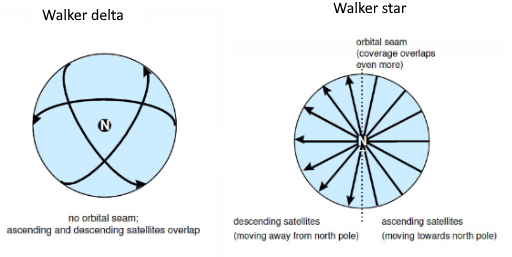 Walker delta
Walker star
orbital seam
(coverage overlaps
even more)
N
N
no orbital seam;
ascending and descending satellites overlap
descending satellites
(moving away from north pole)
ascending satellites
(moving towards north pole)